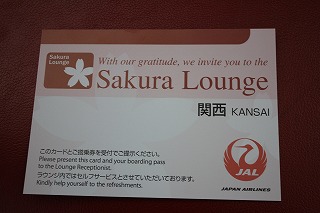 Sakura
Lounge
With our gratitude, we invite you to the
Sakura Lounge
関西 KANSAI
このカードとご搭乗券を受付でご提示ください。
Please present this card and your boarding pass
to the Lounge Receptionist.
ラウンジ内ではセルフサービスとさせていただいております。
Kindly help yourself to the refreshments.
JAL
JAPAN AIRLINES